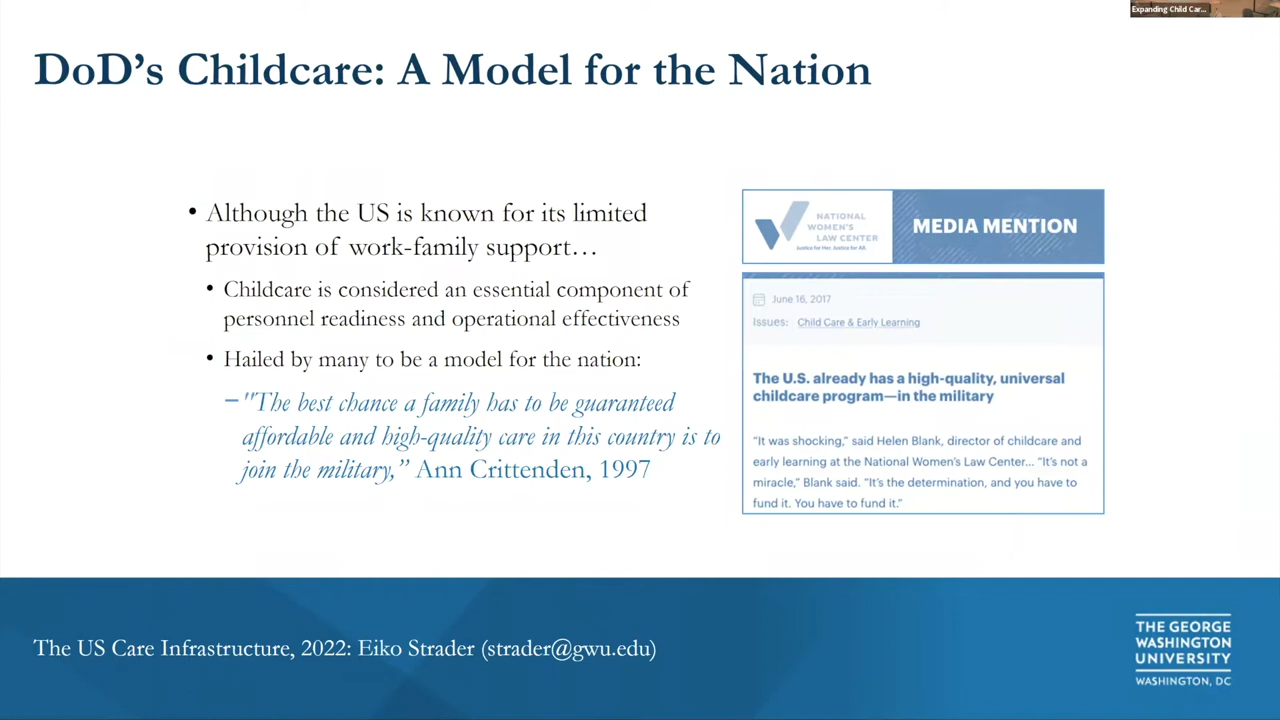 Expanding Child Car...
DoD’s Childcare: A Model for the Nation
• Although the US is known for its limited
provision of work-family support…
• Childcare is considered an essential component of
personnel readiness and operational effectiveness
• Hailed by many to be a model for the nation:
– "The best chance a family has to be guaranteed
affordable and high-quality care in this country is to
join the military,” Ann Crittenden, 1997
NATIONAL
WOMEN'S
LAW CENTER
Justice for Her. Justice for All.
MEDIA MENTION
June 16, 2017
Issues: Child Care & Early Learning
The U.S. already has a high-quality, universal
childcare program—in the military
“It was shocking,” said Helen Blank, director of childcare and
early learning at the National Women’s Law Center... “It’s not a
miracle,” Blank said. “It’s the determination, and you have to
fund it. You have to fund it.”
The US Care Infrastructure, 2022: Eiko Strader (strader@gwu.edu)
THE GEORGE
WASHINGTON
UNIVERSITY
WASHINGTON, DC